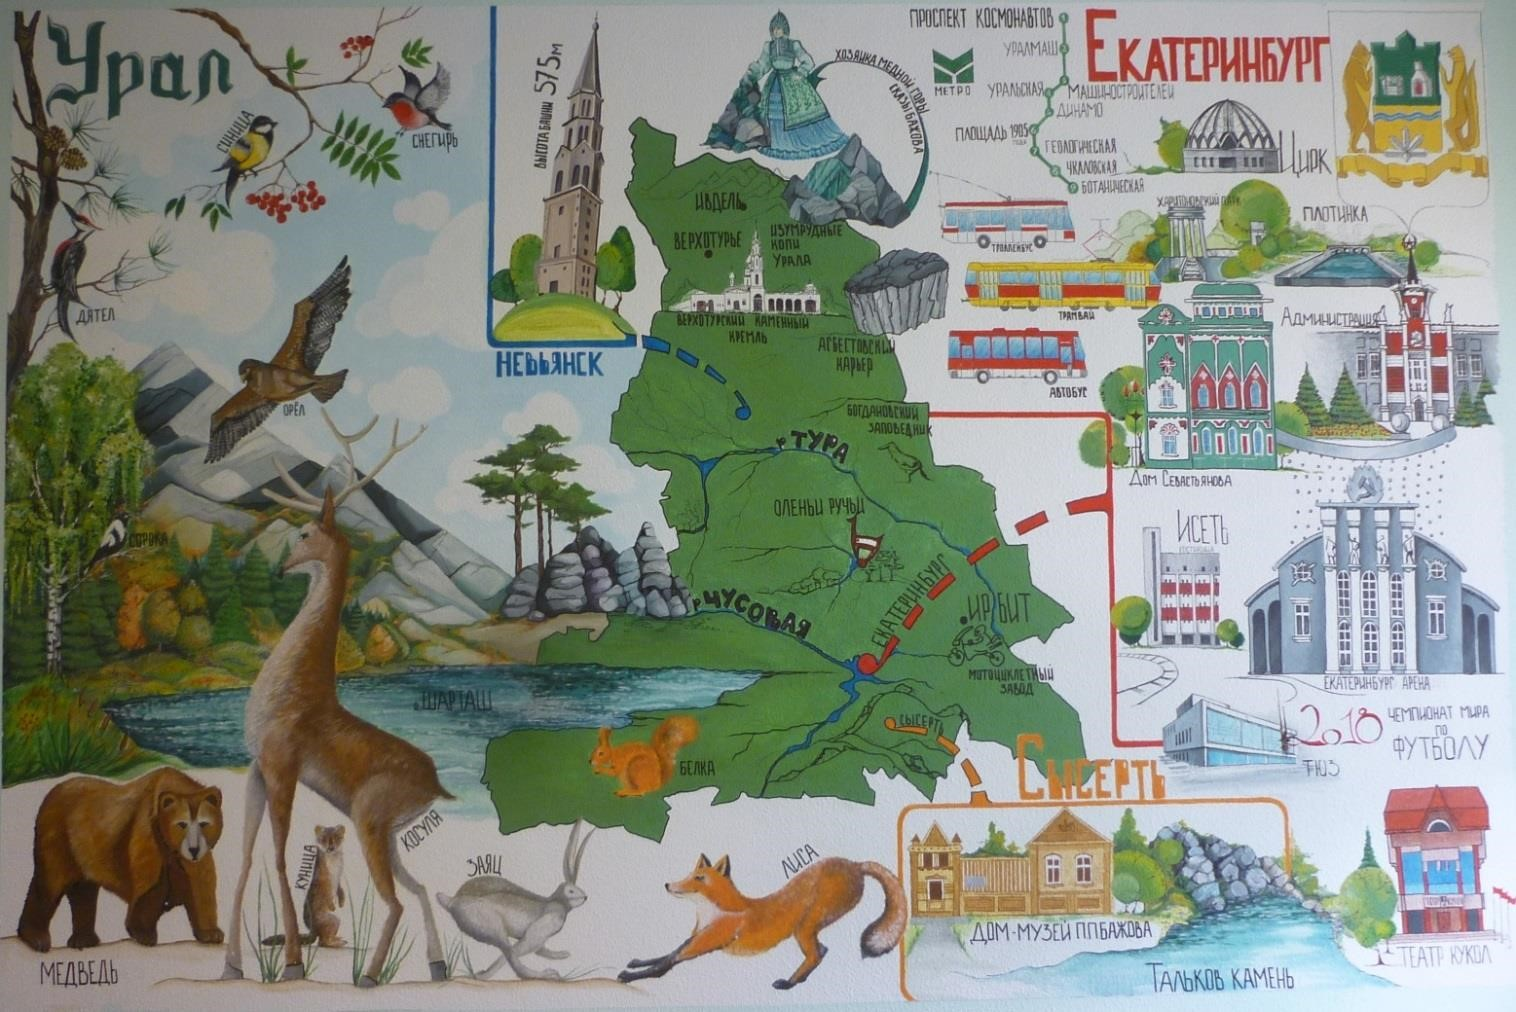 Урал
СИНИЦА
СНЕГИРЬ
ДЯТЕЛ
ОРЁЛ
СОРОКА
ШАРТАШ
МЕДВЕДЬ
КУНИЦА
КОСУЛЯ
ЗАЯЦ
ЛИСА
БЕЛКА
ВЫСОТА БАШНИ 57,5 м
НЕВЬЯНСК
ХОЗЯЙКА МЕДНОЙ ГОРЫ
СКАЗЫ БАЖОВА
ИВДЕЛЬ
ВЕРХОТУРЬЕ
ИЗУМРУДНЫЕ
КОПИ
УРАЛА
ВЕРХОТУРСКИЙ КАМЕННЫЙ
КРЕМЛЬ
АСБЕСТОВСКИЙ
КАРЬЕР
БОГДАНОВСКИЙ
ЗАПОВЕДНИК
р ТУРА
ОЛЕНЬИ РУЧЬИ
р ЧУСОВАЯ
ЕКАТЕРИНБУРГ
ИРБИТ
МОТОЦИКЛЕТНЫЙ
ЗАВОД
СЫСЕРТЬ
ПРОСПЕКТ КОСМОНАВТОВ
УРАЛМАШ
МАШИНОСТРОИТЕЛЕЙ
УРАЛЬСКАЯ
ДИНАМО
ПЛОЩАДЬ 1905
ГОДА
ГЕОЛОГИЧЕСКАЯ
ЧКАЛОВСКАЯ
БОТАНИЧЕСКАЯ
МЕТРО
ЕКАТЕРИНБУРГ
ЦИРК
ТРОЛЛЕЙБУС
ТРАМВАЙ
АВТОБУС
ХАРИТОНОВСКИЙ ПАРК
ПЛОТИНКА
АДМИНИСТРАЦИЯ
ДОМ СЕВАСТЬЯНОВА
ИСЕТЬ
ГОСТИНИЦА
ЕКАТЕРИНБУРГ АРЕНА
2018 ЧЕМПИОНАТ МИРА
ПО
ФУТБОЛУ
ТЮЗ
СЫСЕРТЬ
ДОМ-МУЗЕЙ П.П.БАЖОВА
ТАЛЬКОВ КАМЕНЬ
ТЕАТР КУКОЛ